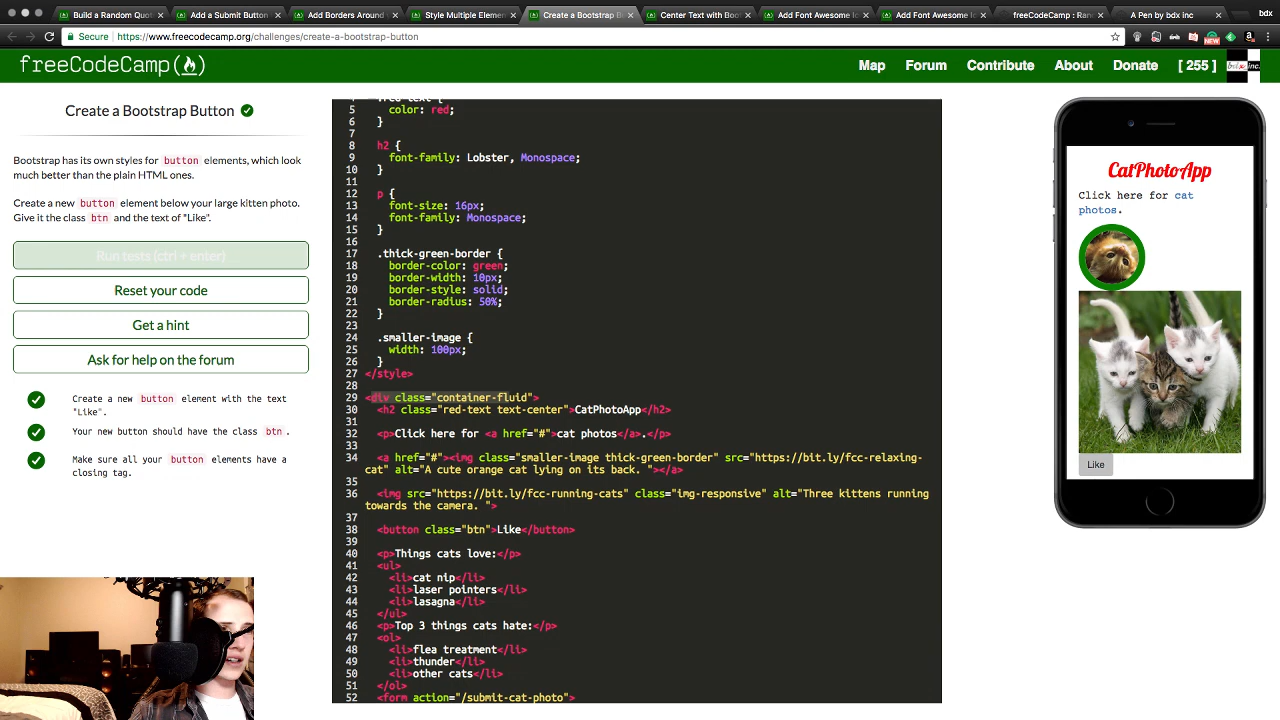 Build a Random Quot
Add a Submit Button
Add Borders Around
Style Multiple Elemen
Create a Bootstrap B
Center Text with Boot
Add Font Awesome Ic
Add Font Awesome Ic
freeCodeCamp : Ran
A Pen by bdx inc
bdx
Secure
https://www.freecodecamp.org/challenges/create-a-bootstrap-button
NEW
freeCodeCamp
Map
Forum
Contribute
About
Donate
[ 255 ]
bdx inc.
Create a Bootstrap Button
Bootstrap has its own styles for button elements, which look
much better than the plain HTML ones.
Create a new button element below your large kitten photo.
Give it the class btn and the text of "Like".
Run tests (ctrl + enter)
Reset your code
Get a hint
Ask for help on the forum
Create a new button element with the text
"Like".
Your new button should have the class btn.
Make sure all your button elements have a
closing tag.
5 color: red;
6 }
7
8 h2 {
9 font-family: Lobster, Monospace;
10 }
11
12 p {
13 font-size: 16px;
14 font-family: Monospace;
15 }
16
17 .thick-green-border {
18 border-color: green;
19 border-width: 10px;
20 border-style: solid;
21 border-radius: 50%;
22 }
23
24 .smaller-image {
25 width: 100px;
26 }
27 </style>
28
29 <div class="container-fluid">
30 <h2 class="red-text text-center">CatPhotoApp</h2>
31
32 <p>Click here for <a href="#">cat photos</a>.</p>
33
34 <a href="#"><img class="smaller-image thick-green-border" src="https://bit.ly/fcc-relaxing-
cat" alt="A cute orange cat lying on its back. "></a>
35
36 <img src="https://bit.ly/fcc-running-cats" class="img-responsive" alt="Three kittens running
towards the camera. ">
37
38 <button class="btn">Like</button>
39
40 <p>Things cats love:</p>
41 <ul>
42 <li>cat nip</li>
43 <li>laser pointers</li>
44 <li>lasagna</li>
45 </ul>
46 <p>Top 3 things cats hate:</p>
47 <ol>
48 <li>flea treatment</li>
49 <li>thunder</li>
50 <li>other cats</li>
51 </ol>
52 <form action="/submit-cat-photo">
CatPhotoApp
Click here for cat
photos.
Like